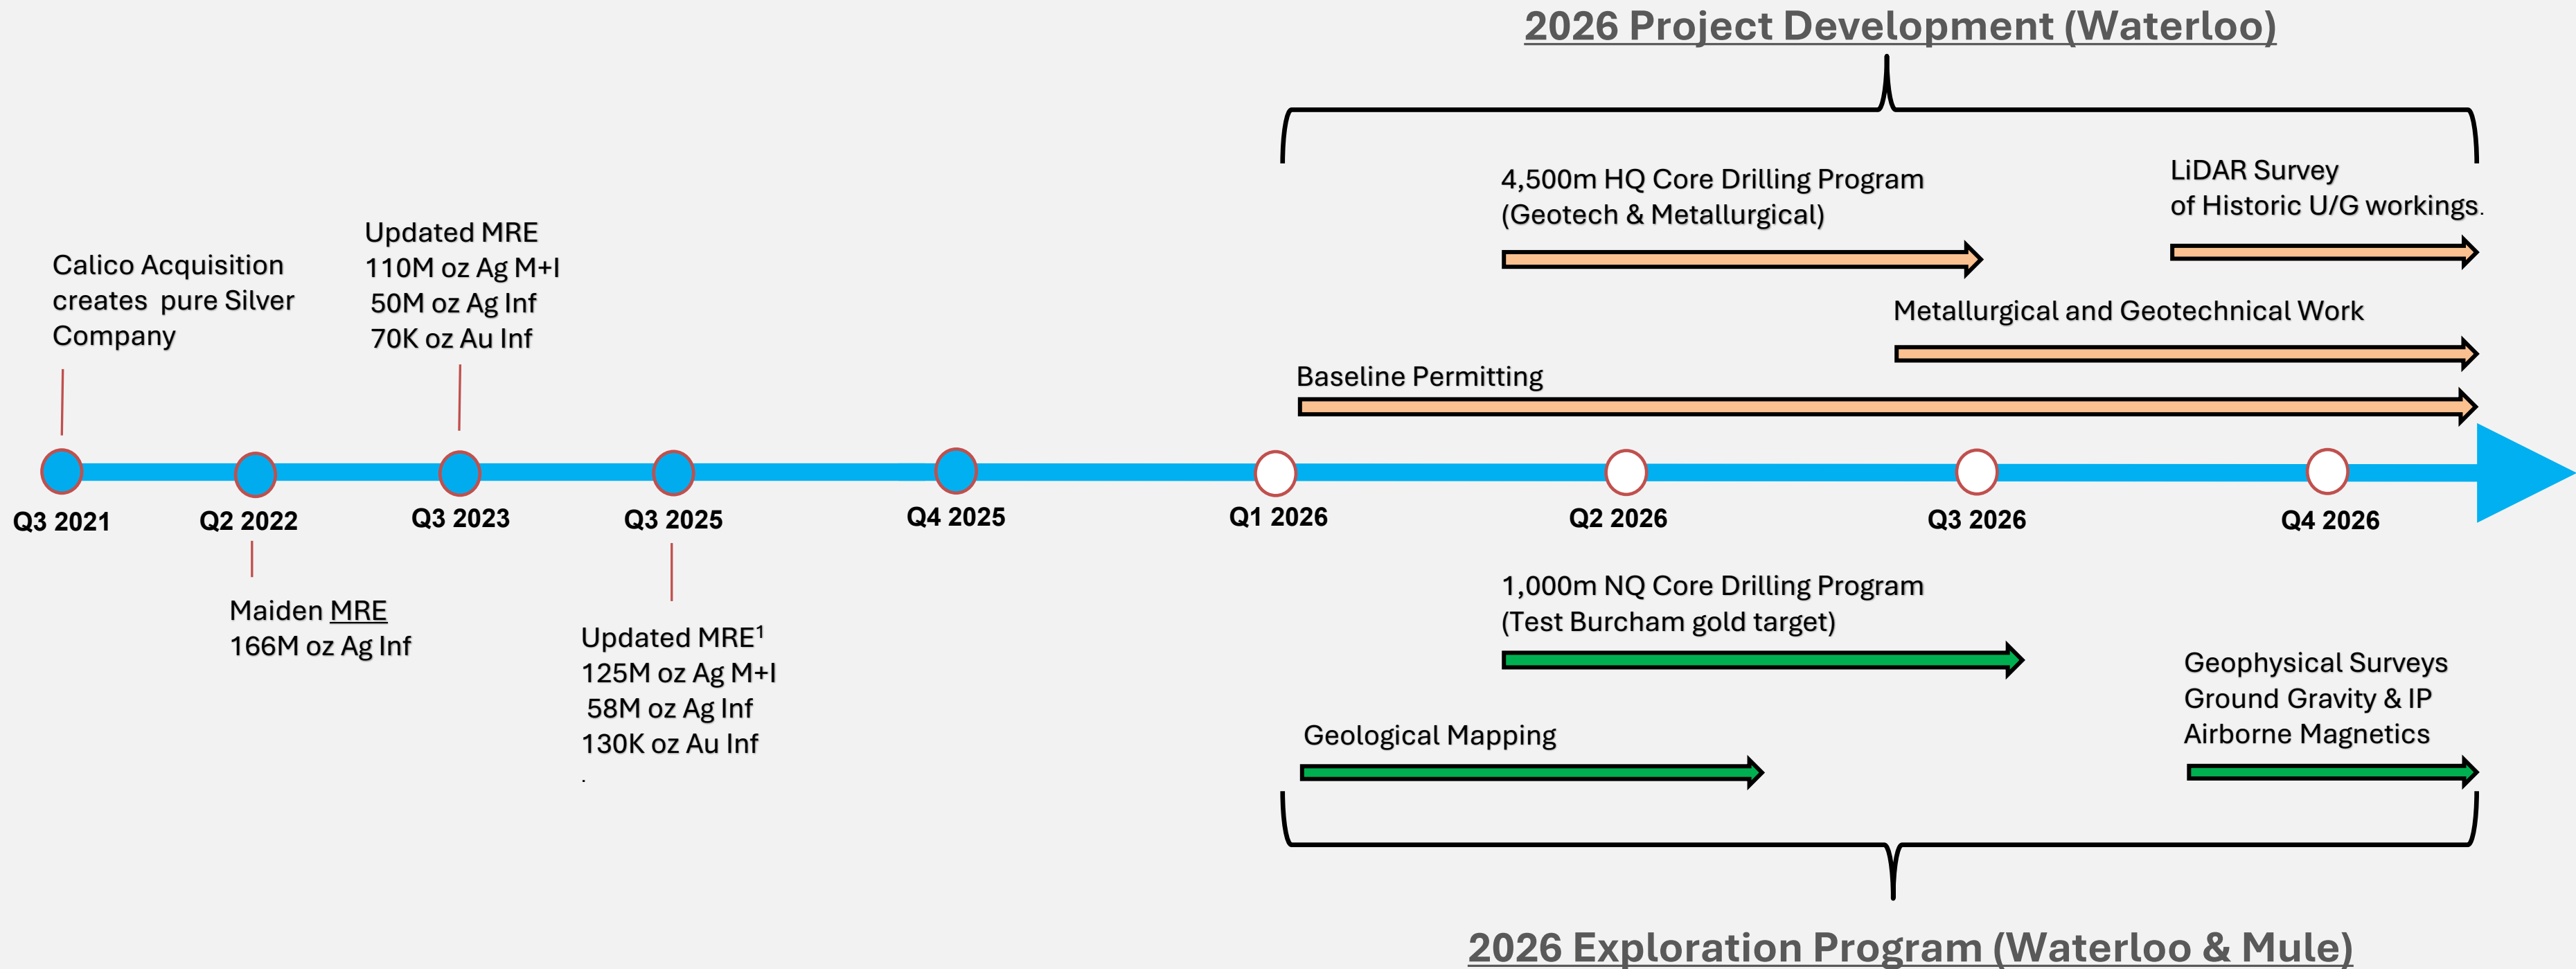 2026 Project Development (Waterloo)
4,500m HQ Core Drilling Program
(Geotech & Metallurgical)
LiDAR Survey
of Historic U/G workings.
Metallurgical and Geotechnical Work
Baseline Permitting
Calico Acquisition
creates pure Silver
Company
Updated MRE
110M oz Ag M+I
50M oz Ag Inf
70K oz Au Inf
Q3 2021
Q2 2022
Q3 2023
Q3 2025
Q4 2025
Q1 2026
Q2 2026
Q3 2026
Q4 2026
Maiden MRE
166M oz Ag Inf
Updated MRE¹
125M oz Ag M+I
58M oz Ag Inf
130K oz Au Inf
.
1,000m NQ Core Drilling Program
(Test Burcham gold target)
Geological Mapping
Geophysical Surveys
Ground Gravity & IP
Airborne Magnetics
2026 Exploration Program (Waterloo & Mule)